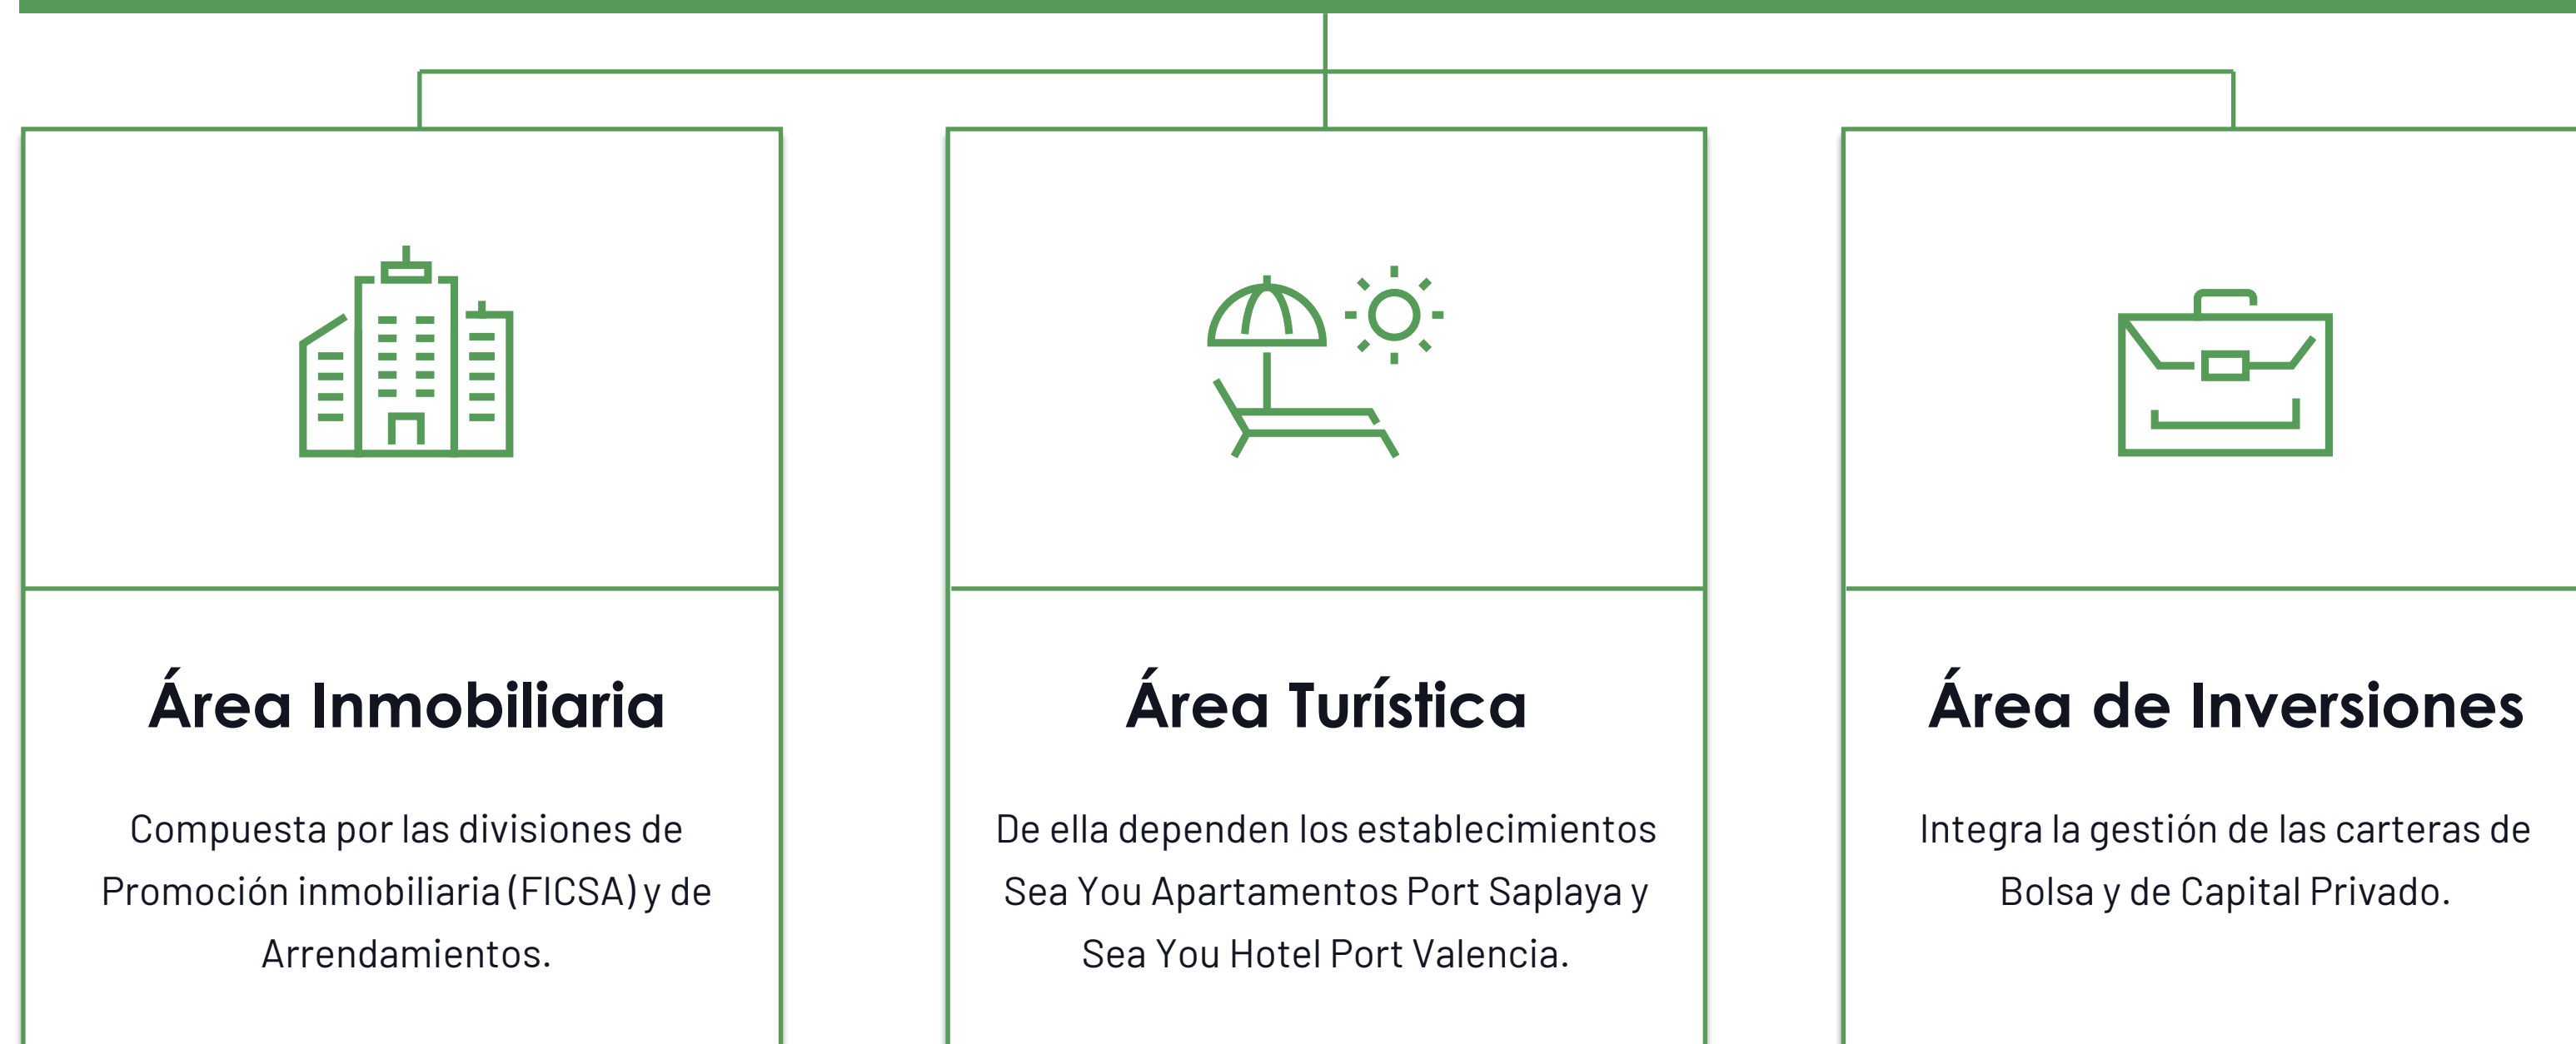 Área Inmobiliaria
Compuesta por las divisiones de
Promoción inmobiliaria (FICSA) y de
Arrendamientos.
Área Turística
De ella dependen los establecimientos
Sea You Apartamentos Port Saplaya y
Sea You Hotel Port Valencia.
Área de Inversiones
Integra la gestión de las carteras de
Bolsa y de Capital Privado.